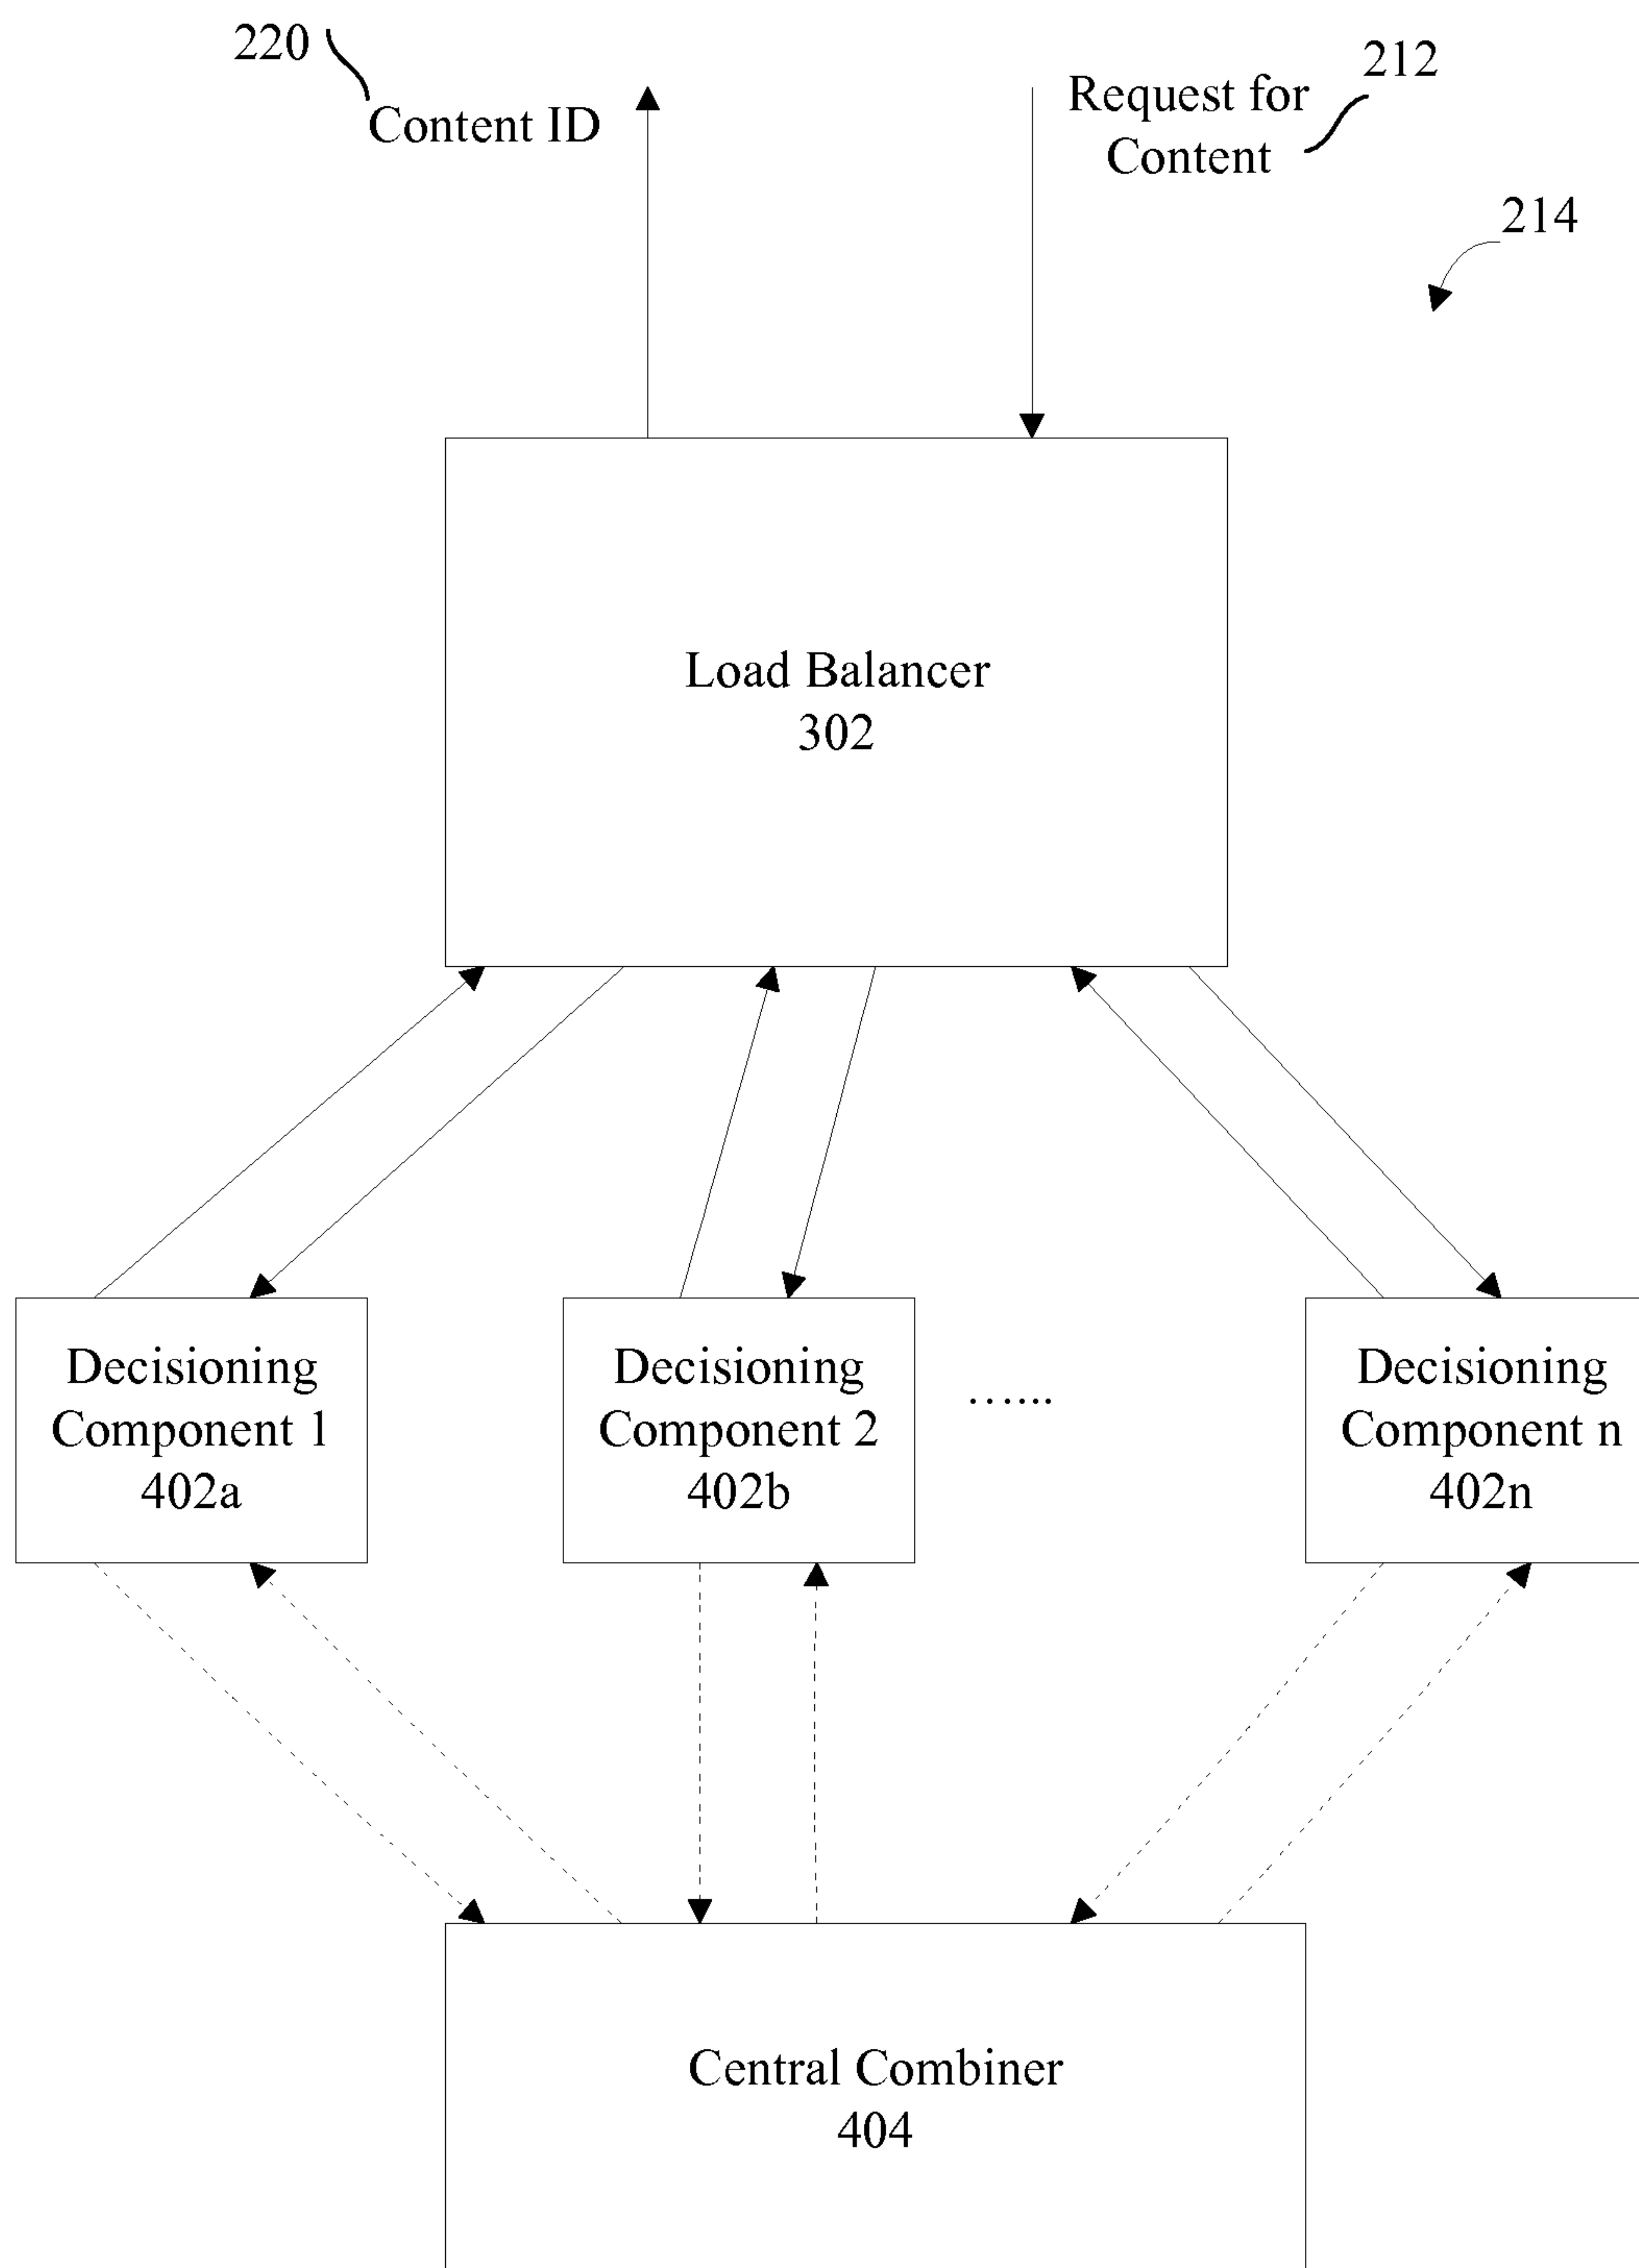 220
Content ID
212
Request for
Content
214
Load Balancer
302
Decisioning
Component 1
402a
Decisioning
Component 2
402b
......
Decisioning
Component n
402n
Central Combiner
404